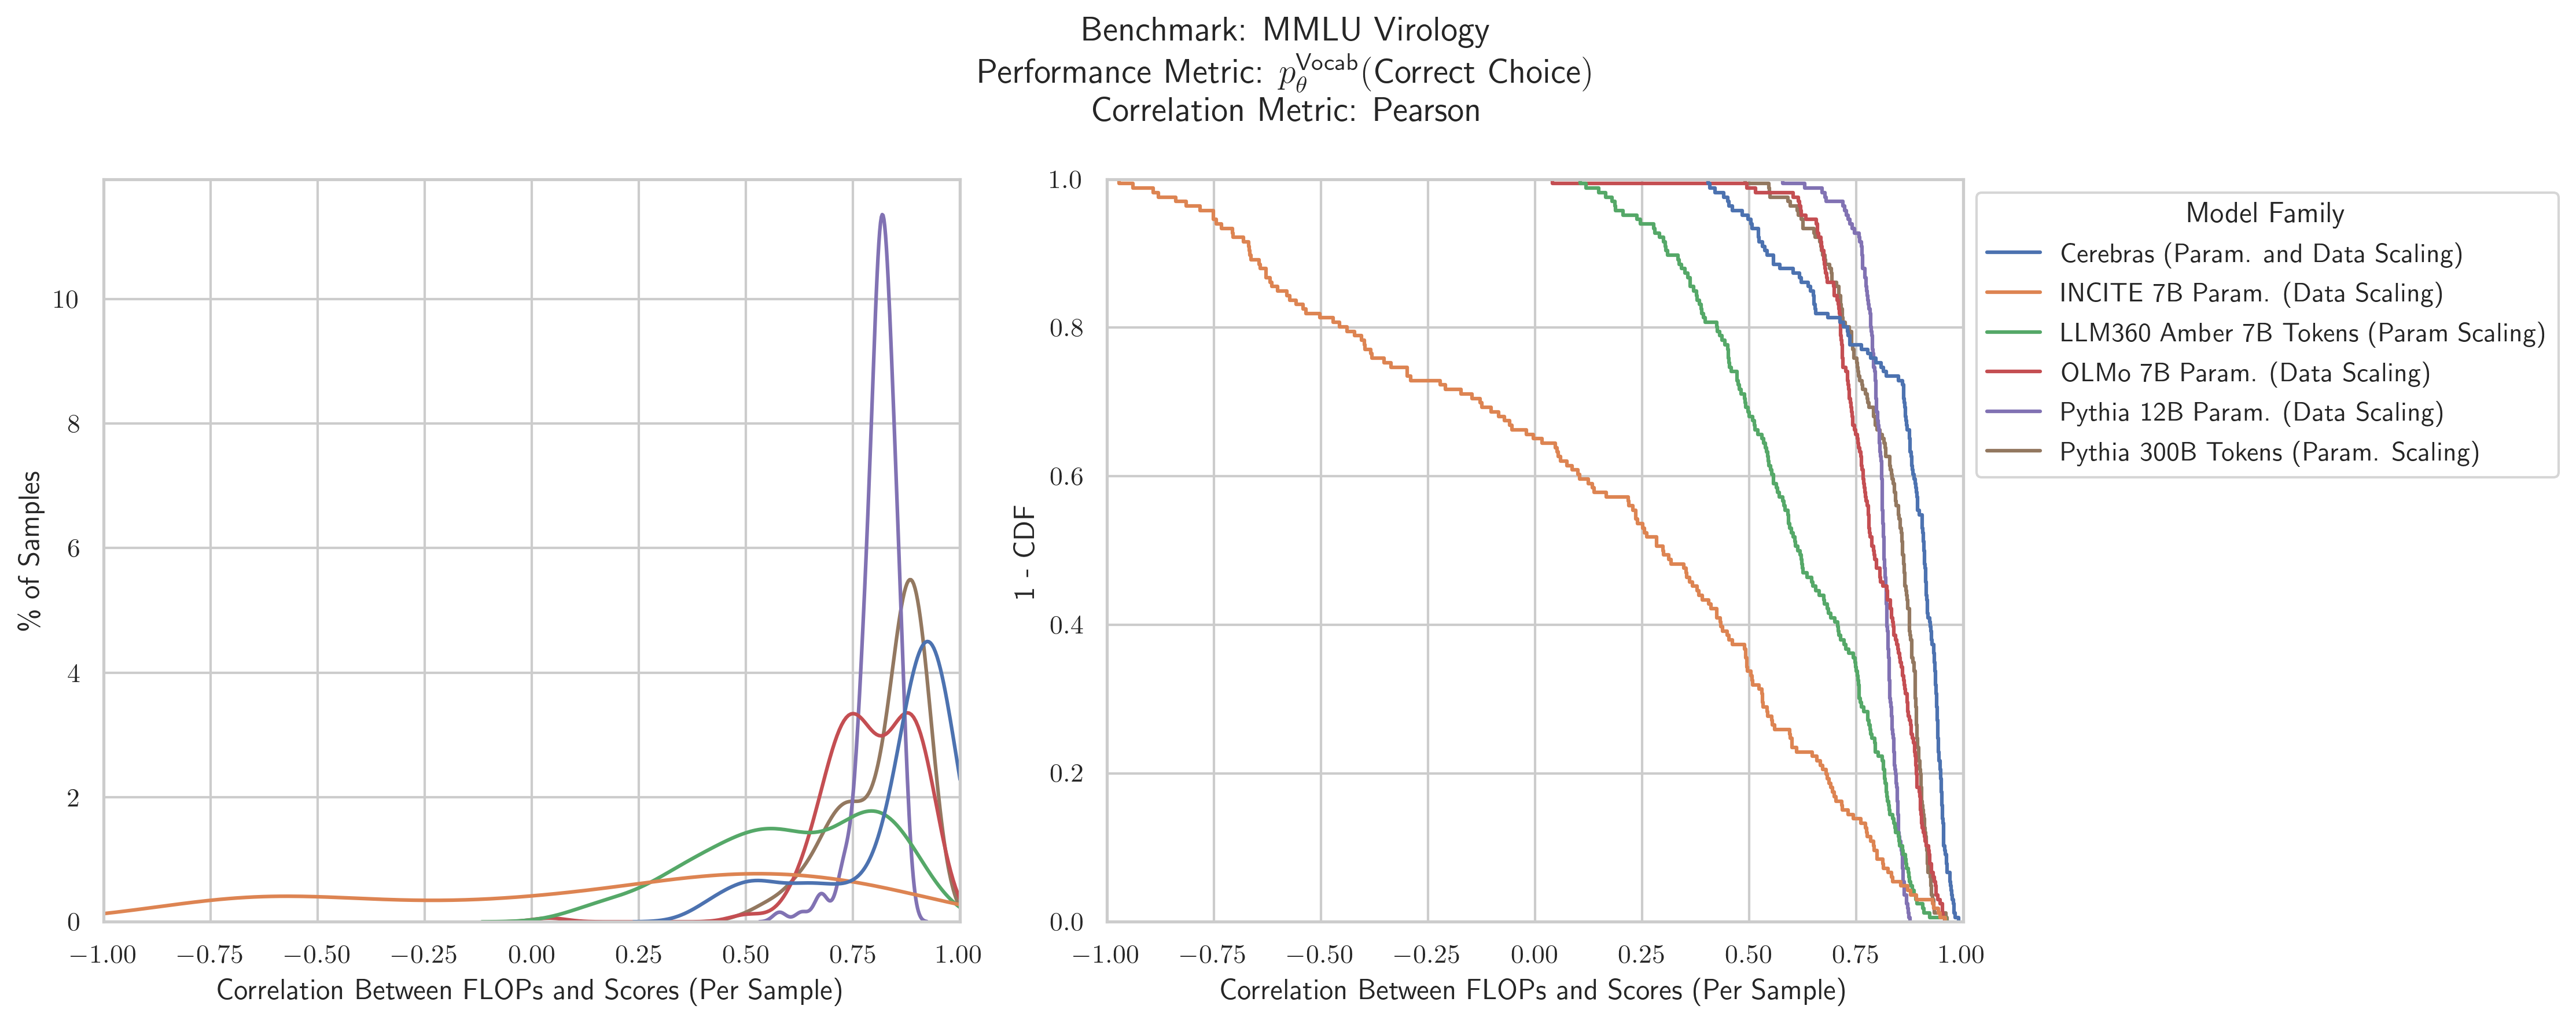 Benchmark: MMLU Virology
Performance Metric: $p_{\theta}^{\text{Vocab}}$(Correct Choice)
Correlation Metric: Pearson
% of Samples
10
8
6
4
2
0
−1.00 −0.75 −0.50 −0.25 0.00 0.25 0.50 0.75 1.00
Correlation Between FLOPs and Scores (Per Sample)
1 - CDF
1.0
0.8
0.6
0.4
0.2
0.0
−1.00 −0.75 −0.50 −0.25 0.00 0.25 0.50 0.75 1.00
Correlation Between FLOPs and Scores (Per Sample)
Model Family
Cerebras (Param. and Data Scaling)
INCITE 7B Param. (Data Scaling)
LLM360 Amber 7B Tokens (Param Scaling)
OLMo 7B Param. (Data Scaling)
Pythia 12B Param. (Data Scaling)
Pythia 300B Tokens (Param. Scaling)